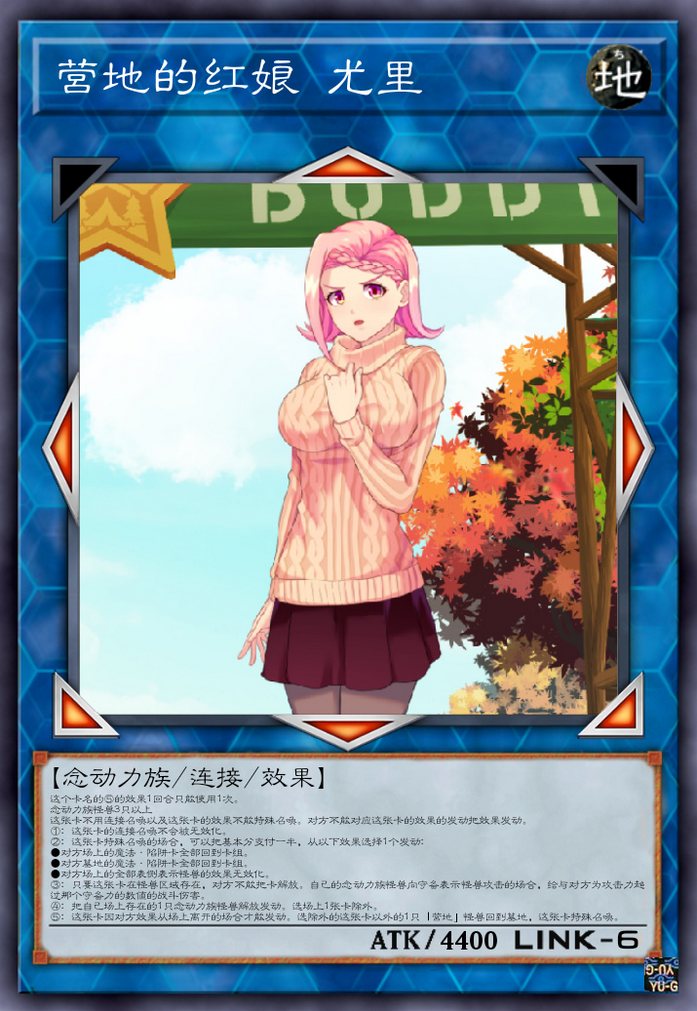 营地的红娘 尤里
ち
地
BUDDY
【念动力族/连接/效果】
这个卡名的⑤的效果1回合只能使用1次。
念动力族怪兽3只以上
这张卡不用连接召唤以及这张卡的效果不能特殊召唤。对方不能对应这张卡的效果的发动把效果发动。
①：这张卡的连接召唤不会被无效化。
②：这张卡特殊召唤的场合，可以把基本分支付一半，从以下效果选择1个发动：
●对方场上的魔法·陷阱卡全部回到卡组。
●对方墓地的魔法·陷阱卡全部回到卡组。
●对方场上的全部表侧表示怪兽的效果无效化。
③：只要这张卡在怪兽区域存在，对方不能把卡解放。自己的念动力族怪兽向守备表示怪兽攻击的场合，给与对方为攻击力超
过那个守备力的数值的战斗伤害。
④：把自己场上存在的1只念动力族怪兽解放发动。选场上1张卡除外。
⑤：这张卡因对方效果从场上离开的场合才能发动。选除外的这张卡以外的1只「营地」怪兽回到墓地，这张卡特殊召唤。
ATK/4400 LINK-6
YU-G
YU-G